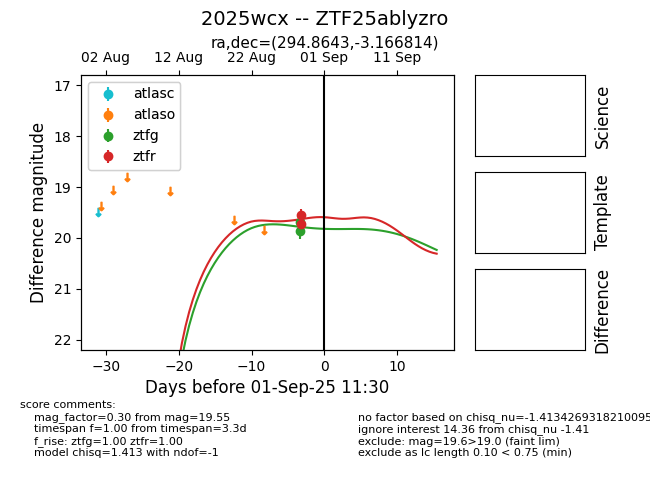 2025wcx -- ZTF25ablyzro
ra,dec=(294.8643,-3.166814)
02 Aug 12 Aug 22 Aug 01 Sep 11 Sep
17
18
19
20
21
22
Difference magnitude
atlasc
atlaso
ztfg
ztfr
−30 −20 −10 0 10
Days before 01-Sep-25 11:30
Science
Template
Difference
score comments:
mag_factor=0.30 from mag=19.55
timespan f=1.00 from timespan=3.3d
f_rise: ztfg=1.00 ztfr=1.00
model chisq=1.413 with ndof=-1
no factor based on chisq_nu=-1.4134269318210095
ignore interest 14.36 from chisq_nu -1.41
exclude: mag=19.6>19.0 (faint lim)
exclude as lc length 0.10 < 0.75 (min)